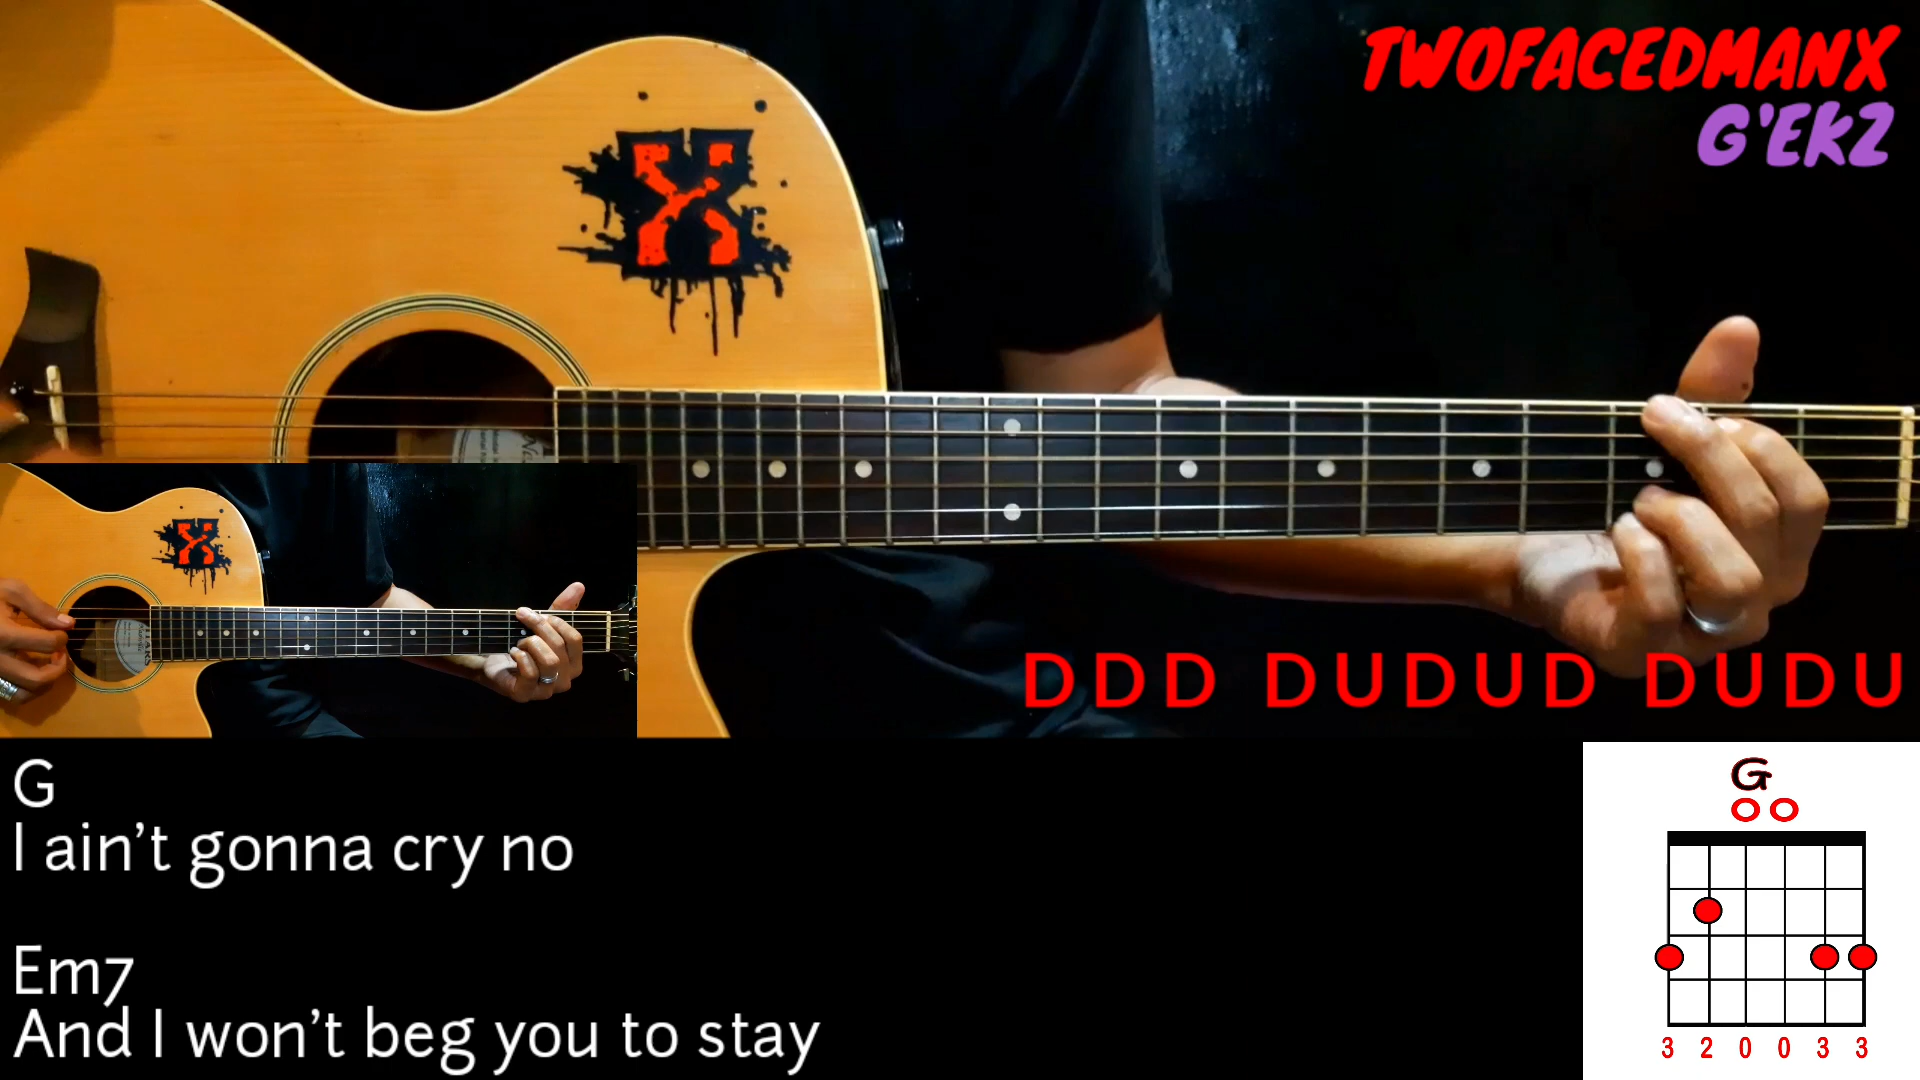 TWOFACEDMANX
G'EKZ
X
DDD DUDUD DUDU
G
I ain't gonna cry no
Em7
And I won't beg you to stay
G
O O
3 2 0 0 3 3